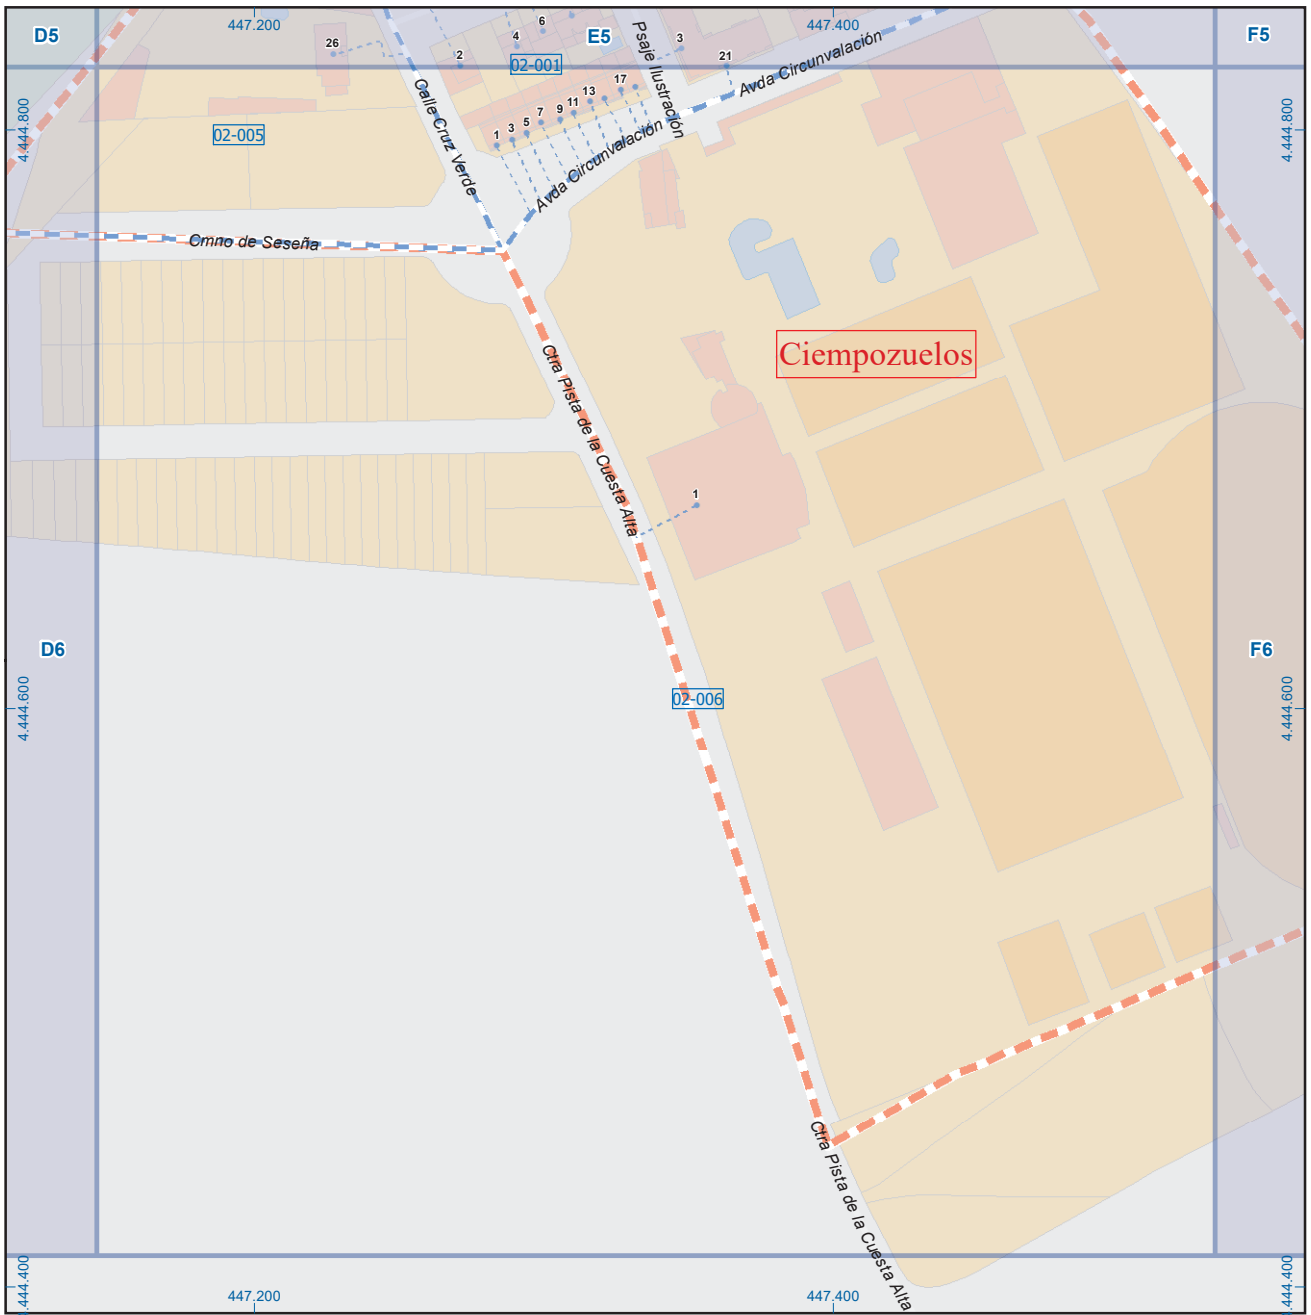 447.200
447.400
D5
E5
F5
26
2
4
6
3
21
02-001
Psaje Ilustración
Avda Circunvalación
4.444.800
4.444.800
02-005
Calle Cruz Verde
1
3
5
7
9
11
13
17
Avda Circunvalación
Cmno de Seseña
Ciempozuelos
Ctra Pista de la Cuesta Alta
1
D6
F6
02-006
4.444.600
4.444.600
Ctra Pista de la Cuesta Alta
.444.400
4.444.400
447.200
447.400